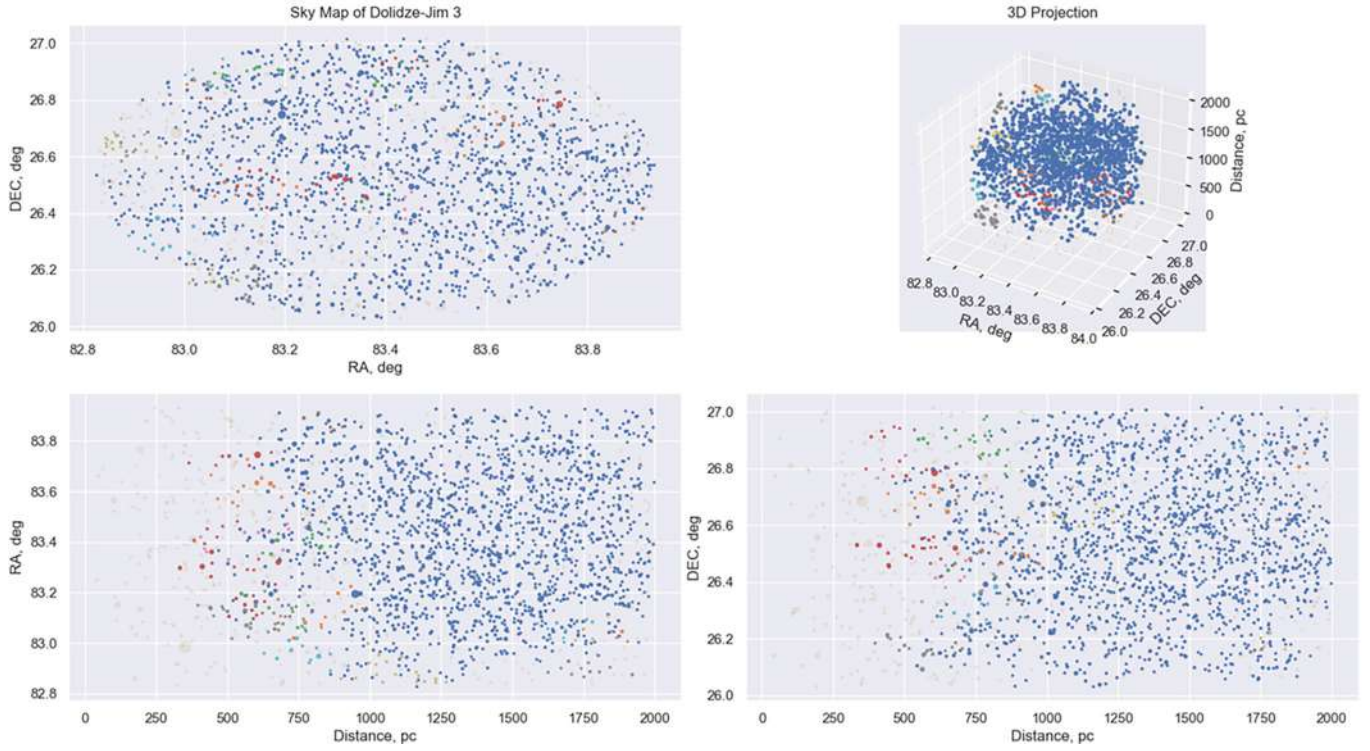 Sky Map of Dolidze-Jim 3
27.0
26.8
26.6
26.4
26.2
26.0
DEC, deg
82.8 83.0 83.2 83.4 83.6 83.8
RA, deg
3D Projection
2000
1500
1000
500
0
Distance, pc
27.0
26.8
26.6
26.4
26.2
26.0
DEC, deg
82.8 83.0 83.2 83.4 83.6 83.8 84.0
RA, deg
83.8
83.6
83.4
83.2
83.0
82.8
RA, deg
0 250 500 750 1000 1250 1500 1750 2000
Distance, pc
27.0
26.8
26.6
26.4
26.2
26.0
DEC, deg
0 250 500 750 1000 1250 1500 1750 2000
Distance, pc